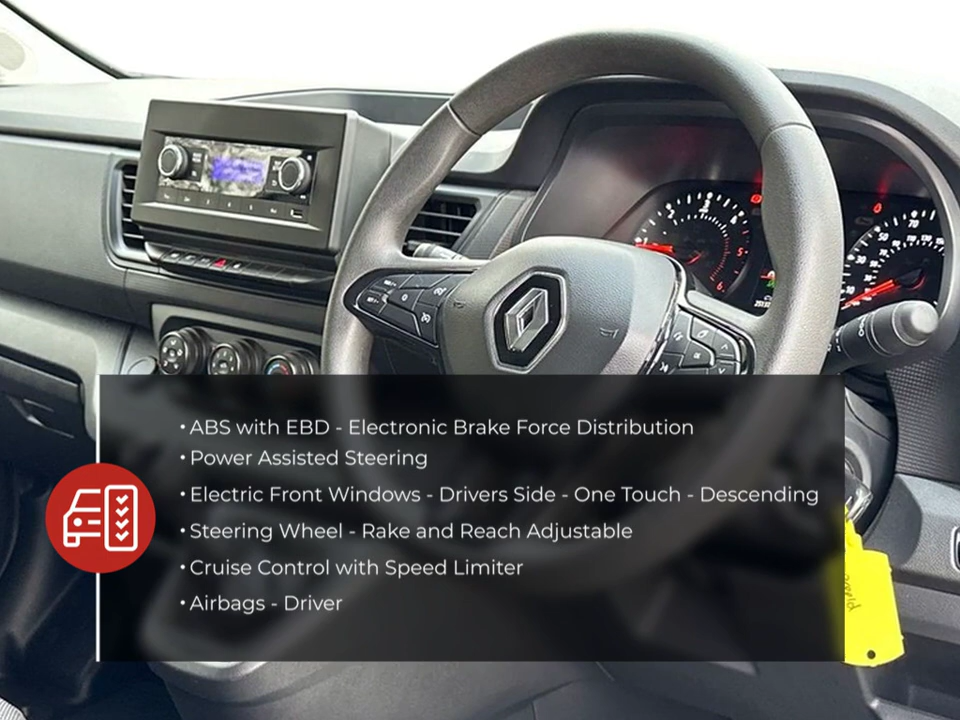 • ABS with EBD - Electronic Brake Force Distribution
• Power Assisted Steering
• Electric Front Windows - Drivers Side - One Touch - Descending
• Steering Wheel - Rake and Reach Adjustable
• Cruise Control with Speed Limiter
• Airbags - Driver